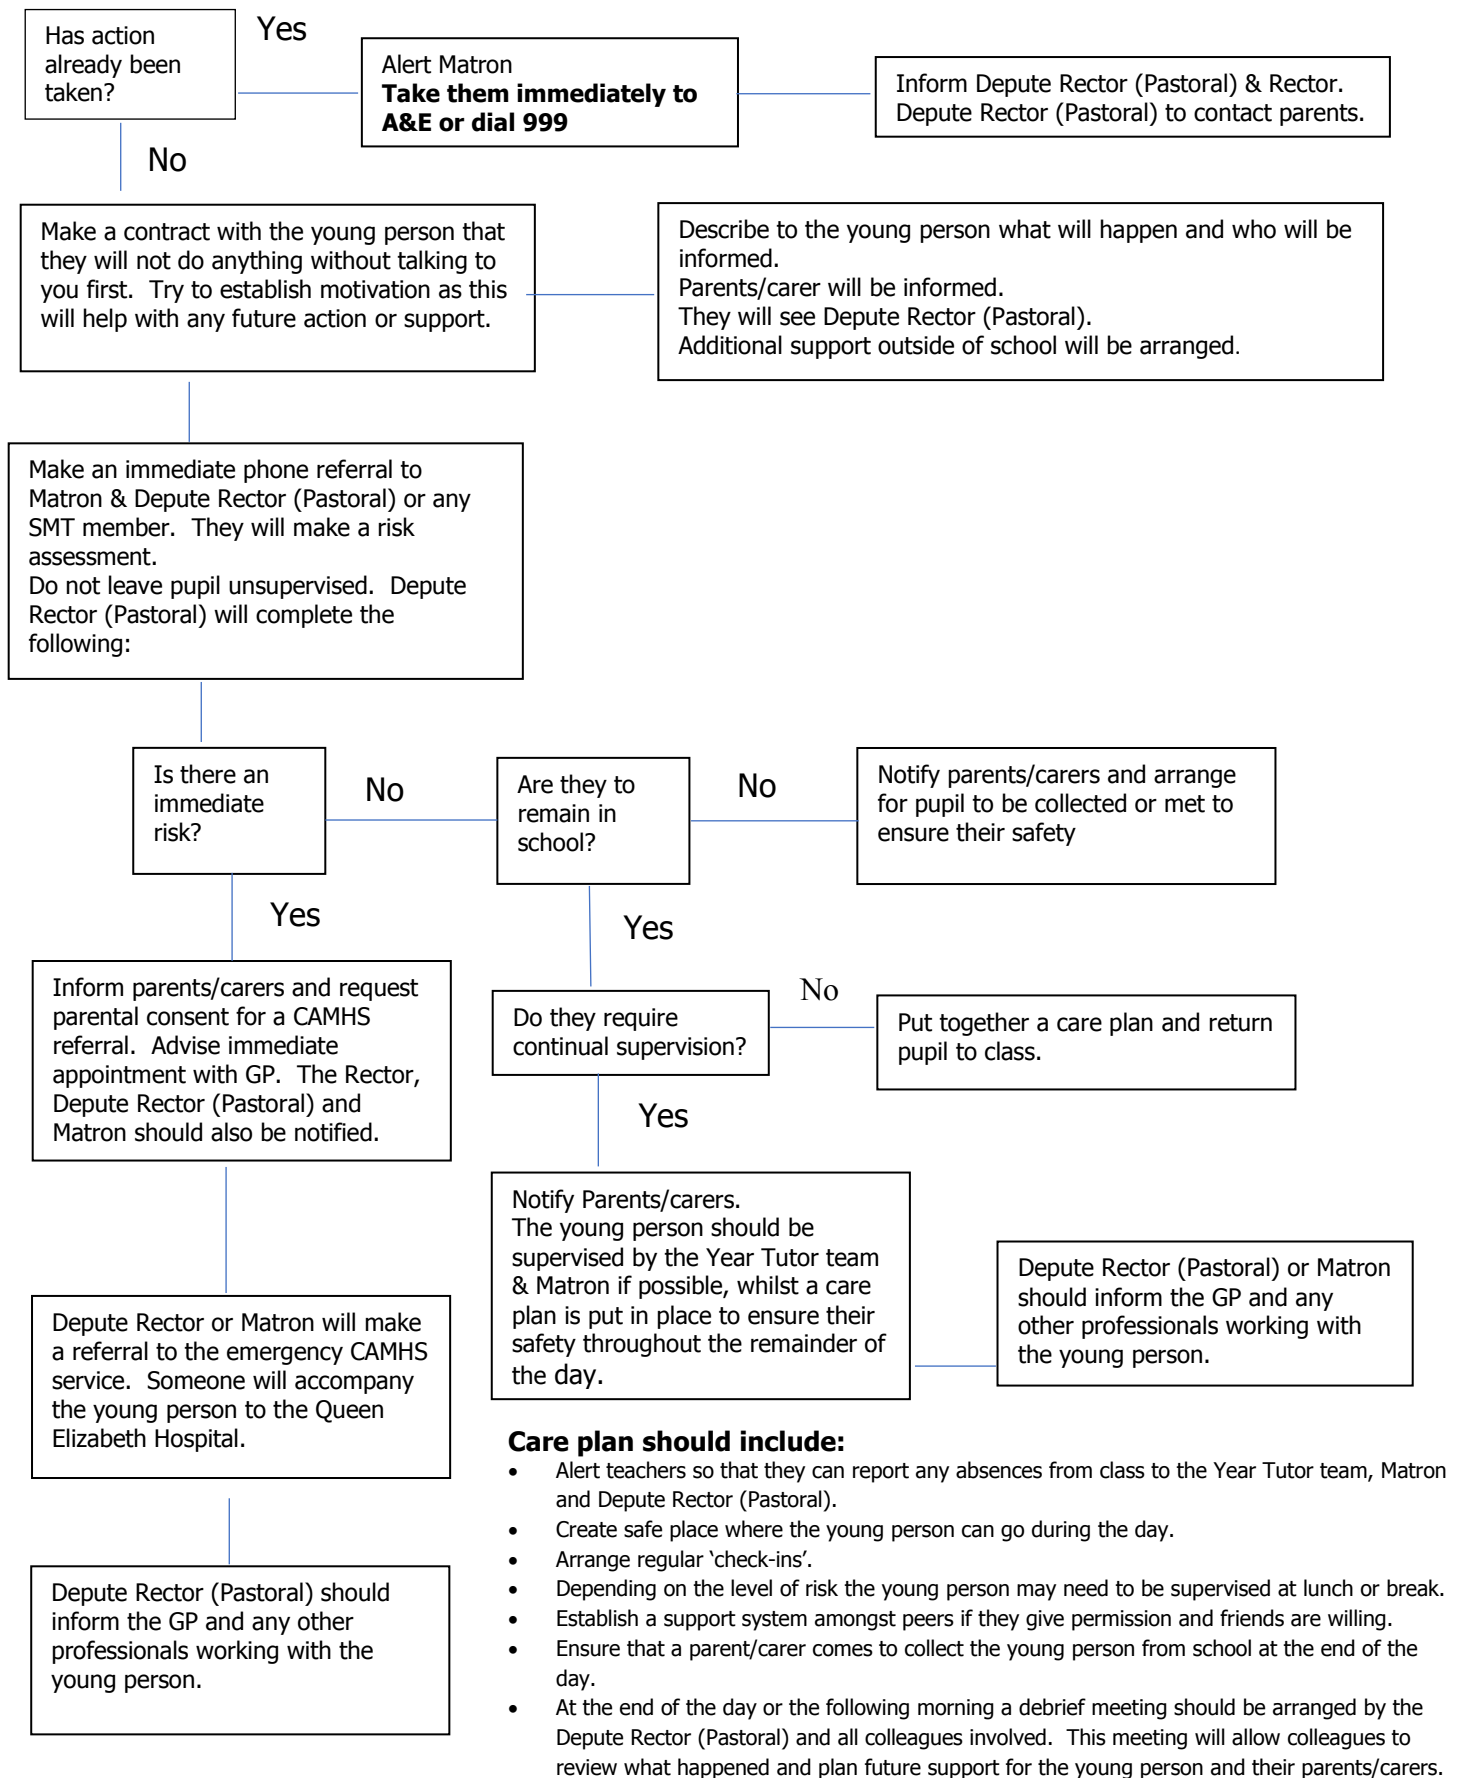 Has action
already been
taken?
Yes
Alert Matron
Take them immediately to
A&E or dial 999
Inform Depute Rector (Pastoral) & Rector.
Depute Rector (Pastoral) to contact parents.
No
Make a contract with the young person that
they will not do anything without talking to
you first.  Try to establish motivation as this
will help with any future action or support.
Describe to the young person what will happen and who will be
informed.
Parents/carer will be informed.
They will see Depute Rector (Pastoral).
Additional support outside of school will be arranged.
Make an immediate phone referral to
Matron & Depute Rector (Pastoral) or any
SMT member.  They will make a risk
assessment.
Do not leave pupil unsupervised.  Depute
Rector (Pastoral) will complete the
following:
Is there an
immediate
risk?
No
Are they to
remain in
school?
No
Notify parents/carers and arrange
for pupil to be collected or met to
ensure their safety
Yes
Yes
Inform parents/carers and request
parental consent for a CAMHS
referral.  Advise immediate
appointment with GP.  The Rector,
Depute Rector (Pastoral) and
Matron should also be notified.
Do they require
continual supervision?
No
Put together a care plan and return
pupil to class.
Yes
Notify Parents/carers.
The young person should be
supervised by the Year Tutor team
& Matron if possible, whilst a care
plan is put in place to ensure their
safety throughout the remainder of
the day.
Depute Rector (Pastoral) or Matron
should inform the GP and any
other professionals working with
the young person.
Depute Rector or Matron will make
a referral to the emergency CAMHS
service.  Someone will accompany
the young person to the Queen
Elizabeth Hospital.
Depute Rector (Pastoral) should
inform the GP and any other
professionals working with the
young person.
Care plan should include:
• Alert teachers so that they can report any absences from class to the Year Tutor team, Matron
and Depute Rector (Pastoral).
• Create safe place where the young person can go during the day.
• Arrange regular ‘check-ins’.
• Depending on the level of risk the young person may need to be supervised at lunch or break.
• Establish a support system amongst peers if they give permission and friends are willing.
• Ensure that a parent/carer comes to collect the young person from school at the end of the
day.
• At the end of the day or the following morning a debrief meeting should be arranged by the
Depute Rector (Pastoral) and all colleagues involved.  This meeting will allow colleagues to
review what happened and plan future support for the young person and their parents/carers.